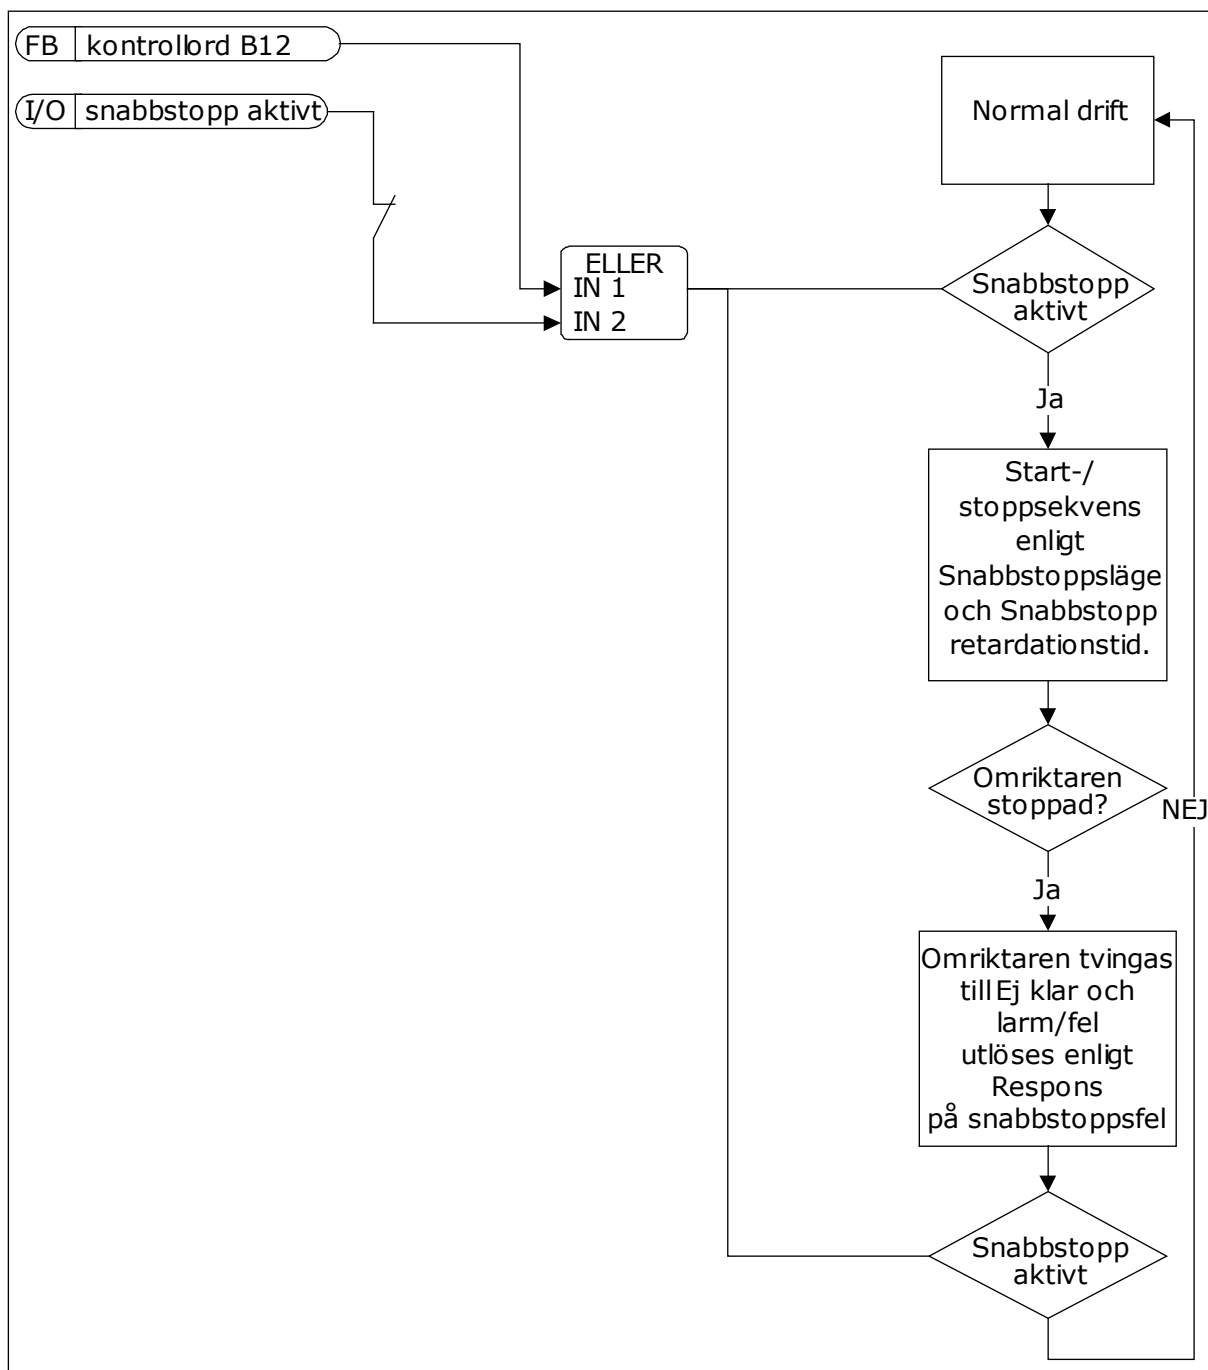 FB kontrollord B12
I/O snabbstopp aktivt
ELLER
IN 1
IN 2
Normal drift
Snabbstopp
aktivt
Ja
Start-/
stoppsekvens
enligt
Snabbstoppsläge
och Snabbstopp
retardationstid.
Omriktaren
stoppad?
NEJ
Ja
Omriktaren tvingas
till Ej klar och
larm/fel
utlöses enligt
Respons
på snabbstoppsfel
Snabbstopp
aktivt